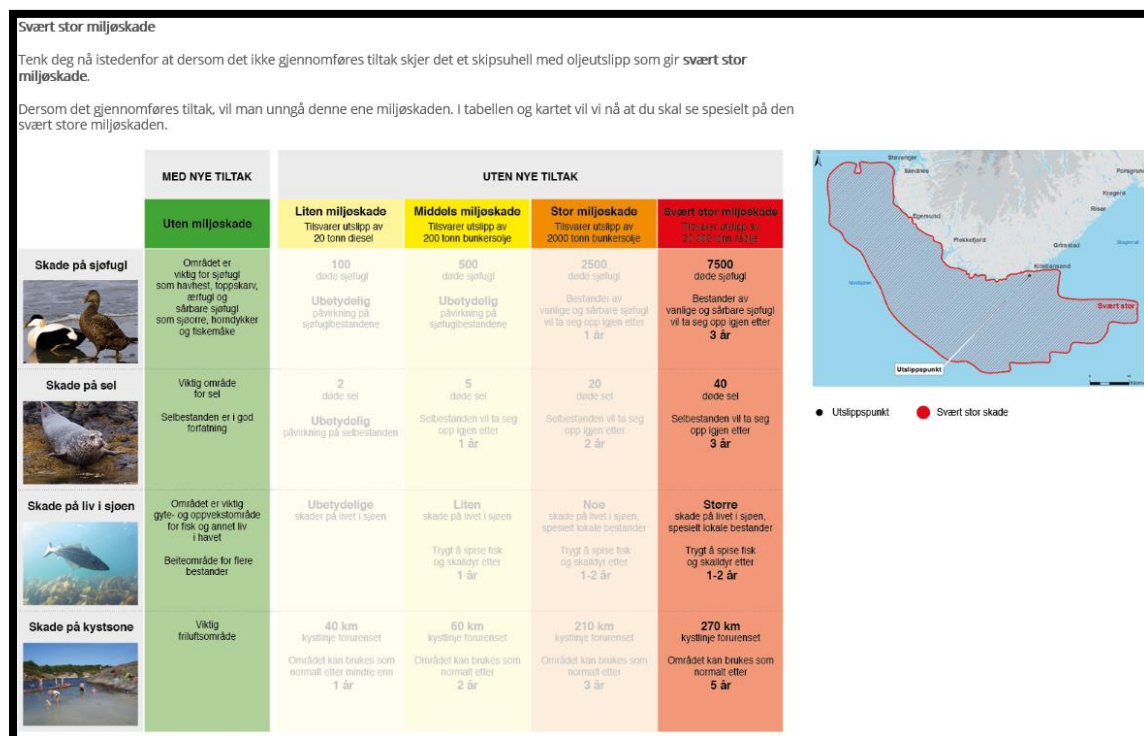 Svært stor miljøskade
Tenk deg nå istedenfor at dersom det ikke gjennomføres tiltak skjer det et skipsuhell med oljeutslipp som gir svært stor
miljøskade.
Dersom det gjennomføres tiltak, vil man unngå denne ene miljøskaden. I tabellen og kartet vil vi nå at du skal se spesielt på den
svært store miljøskaden.
MED NYE TILTAK
UTEN NYE TILTAK
Uten miljøskade
Liten miljøskade
Tilsvarer utslipp av
20 tonn diesel
Middels miljøskade
Tilsvarer utslipp av
200 tonn bunkersolje
Stor miljøskade
Tilsvarer utslipp av
2000 tonn bunkersolje
Svært stor miljøskade
Tilsvarer utslipp av
Skade på sjøfugl
Området er
viktig for sjøfugl
som havhest, toppskarv,
ærfugl og
sårbare sjøfugl
som sjøorre, horndykker
og fiskemåke
100
døde sjøfugl
Ubetydelig
påvirkning på
sjøfuglbestandene
500
døde sjøfugl
Ubetydelig
påvirkning på
sjøfuglbestandene
2500
døde sjøfugl
Bestander av
vanlige og sårbare sjøfugl
vil ta seg opp igjen etter
1 år
7500
døde sjøfugl
Bestander av
vanlige og sårbare sjøfugl
vil ta seg opp igjen etter
3 år
Skade på sel
Viktig område
for sel
Selbestanden er i god
forfatning
2
døde sel
Ubetydelig
påvirkning på selbestanden
5
døde sel
Selbestanden vil ta seg
opp igjen etter
1 år
20
døde sel
Selbestanden vil ta seg
opp igjen etter
2 år
40
døde sel
Selbestanden vil ta seg
opp igjen etter
3 år
Skade på liv i sjøen
Området er viktig
gyte- og oppvekstområde
for fisk og annet liv
i havet
Beiteområde for flere
bestander
Ubetydelige
skader på livet i sjøen
Liten
skade på livet i sjøen
Trygt å spise fisk
og skalldyr etter
1 år
Noe
skade på livet i sjøen,
spesielt lokale bestander
Trygt å spise fisk
og skalldyr etter
1-2 år
Større
skade på livet i sjøen,
spesielt lokale bestander
Trygt å spise fisk
og skalldyr etter
1-2 år
Skade på kystsone
Viktig
friluftsområde
40 km
kystlinje forurenset
Området kan brukes som
normalt etter mindre enn
1 år
60 km
kystlinje forurenset
Området kan brukes som
normalt etter
2 år
210 km
kystlinje forurenset
Området kan brukes som
normalt etter
3 år
270 km
kystlinje forurenset
Området kan brukes som
normalt etter
5 år
Stavanger
Sandnes
Porsgrunn
Kragerø
Risør
Egersund
Flekkefjord
Grimstad
Kristiansand
Svært stor
Utslippspunkt
Utslippspunkt
Svært stor skade